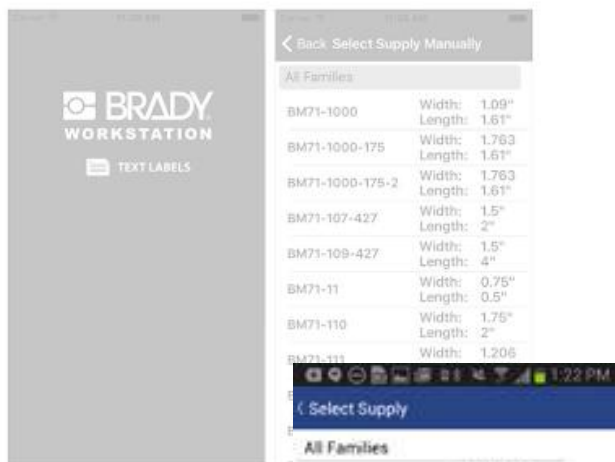 BRADY
WORKSTATION
TEXT LABELS
Back Select Supply Manually
All Families
BM71-1000 Width: 1.09"
Length: 1.61"
BM71-1000-175 Width: 1.763
Length: 1.61"
BM71-1000-175-2 Width: 1.763
Length: 1.61"
BM71-107-427 Width: 1.5"
Length: 2"
BM71-109-427 Width: 1.5"
Length: 4"
BM71-11 Width: 0.75"
Length: 0.5"
BM71-110 Width: 1.75"
Length: 2"
BM71-111 Width: 1.206
1:22 PM
Select Supply
All Families